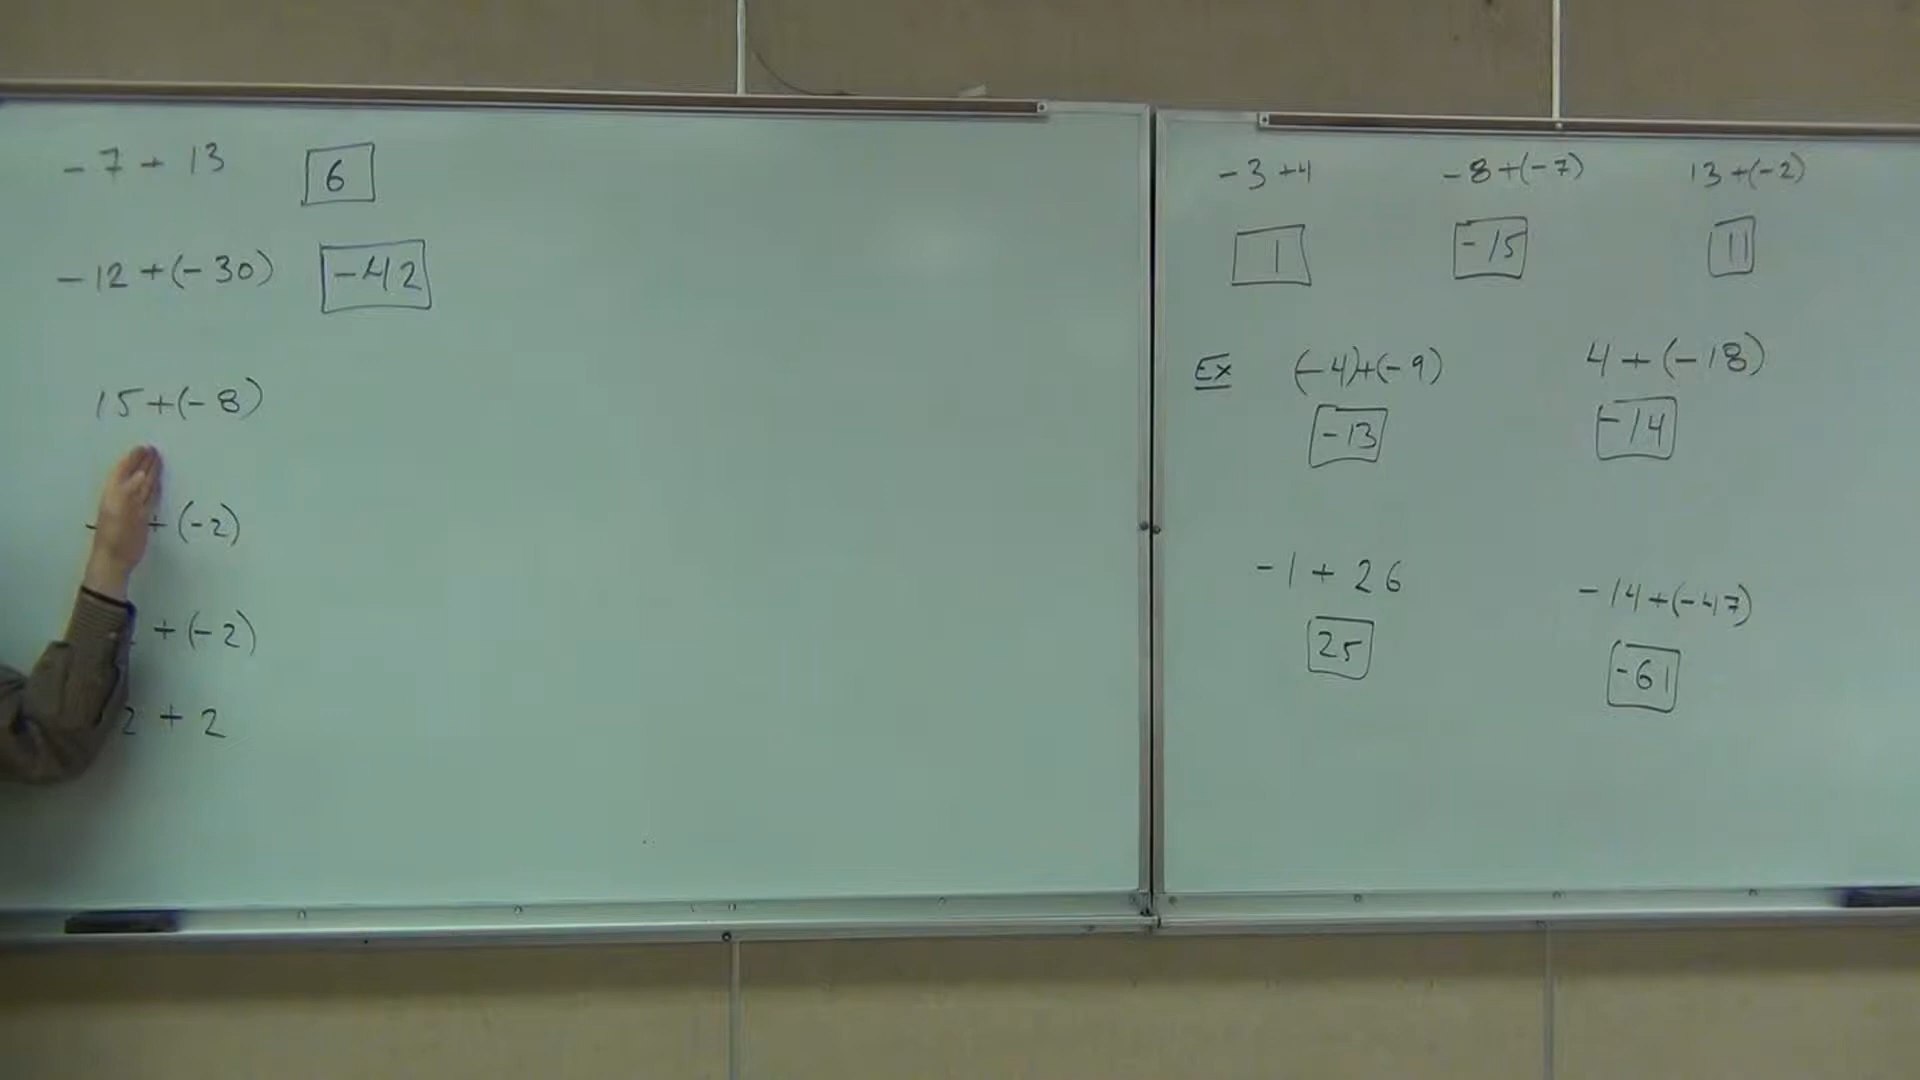 -7 + 13 6
-12 + (-30) -42
15 + (-8)
+ (-2)
+ (-2)
2 + 2
-3 + 4 -8 + (-7) 13 + (-2)
1 -15 11
Ex (-4)+(-9) 4 + (-18)
-13 -14
-1 + 26 -14 + (-47)
25 -61